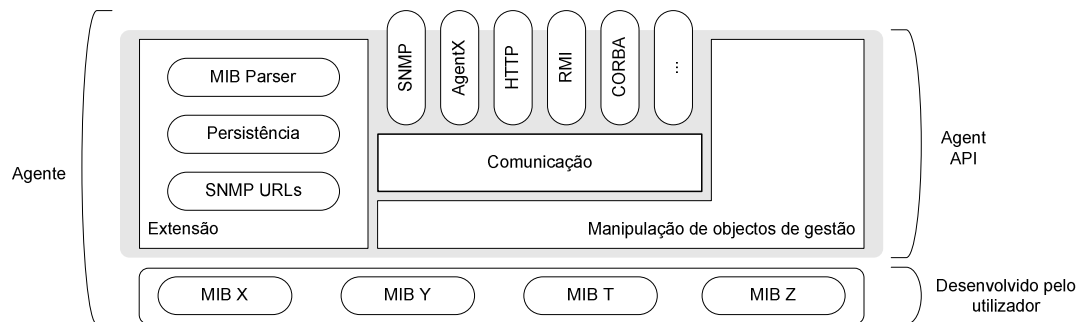 Agente
MIB Parser
Persistência
SNMP URLs
Extensão
SNMP
AgentX
HTTP
RMI
CORBA
...
Comunicação
Manipulação de objectos de gestão
Agent
API
MIB X
MIB Y
MIB T
MIB Z
Desenvolvido pelo
utilizador